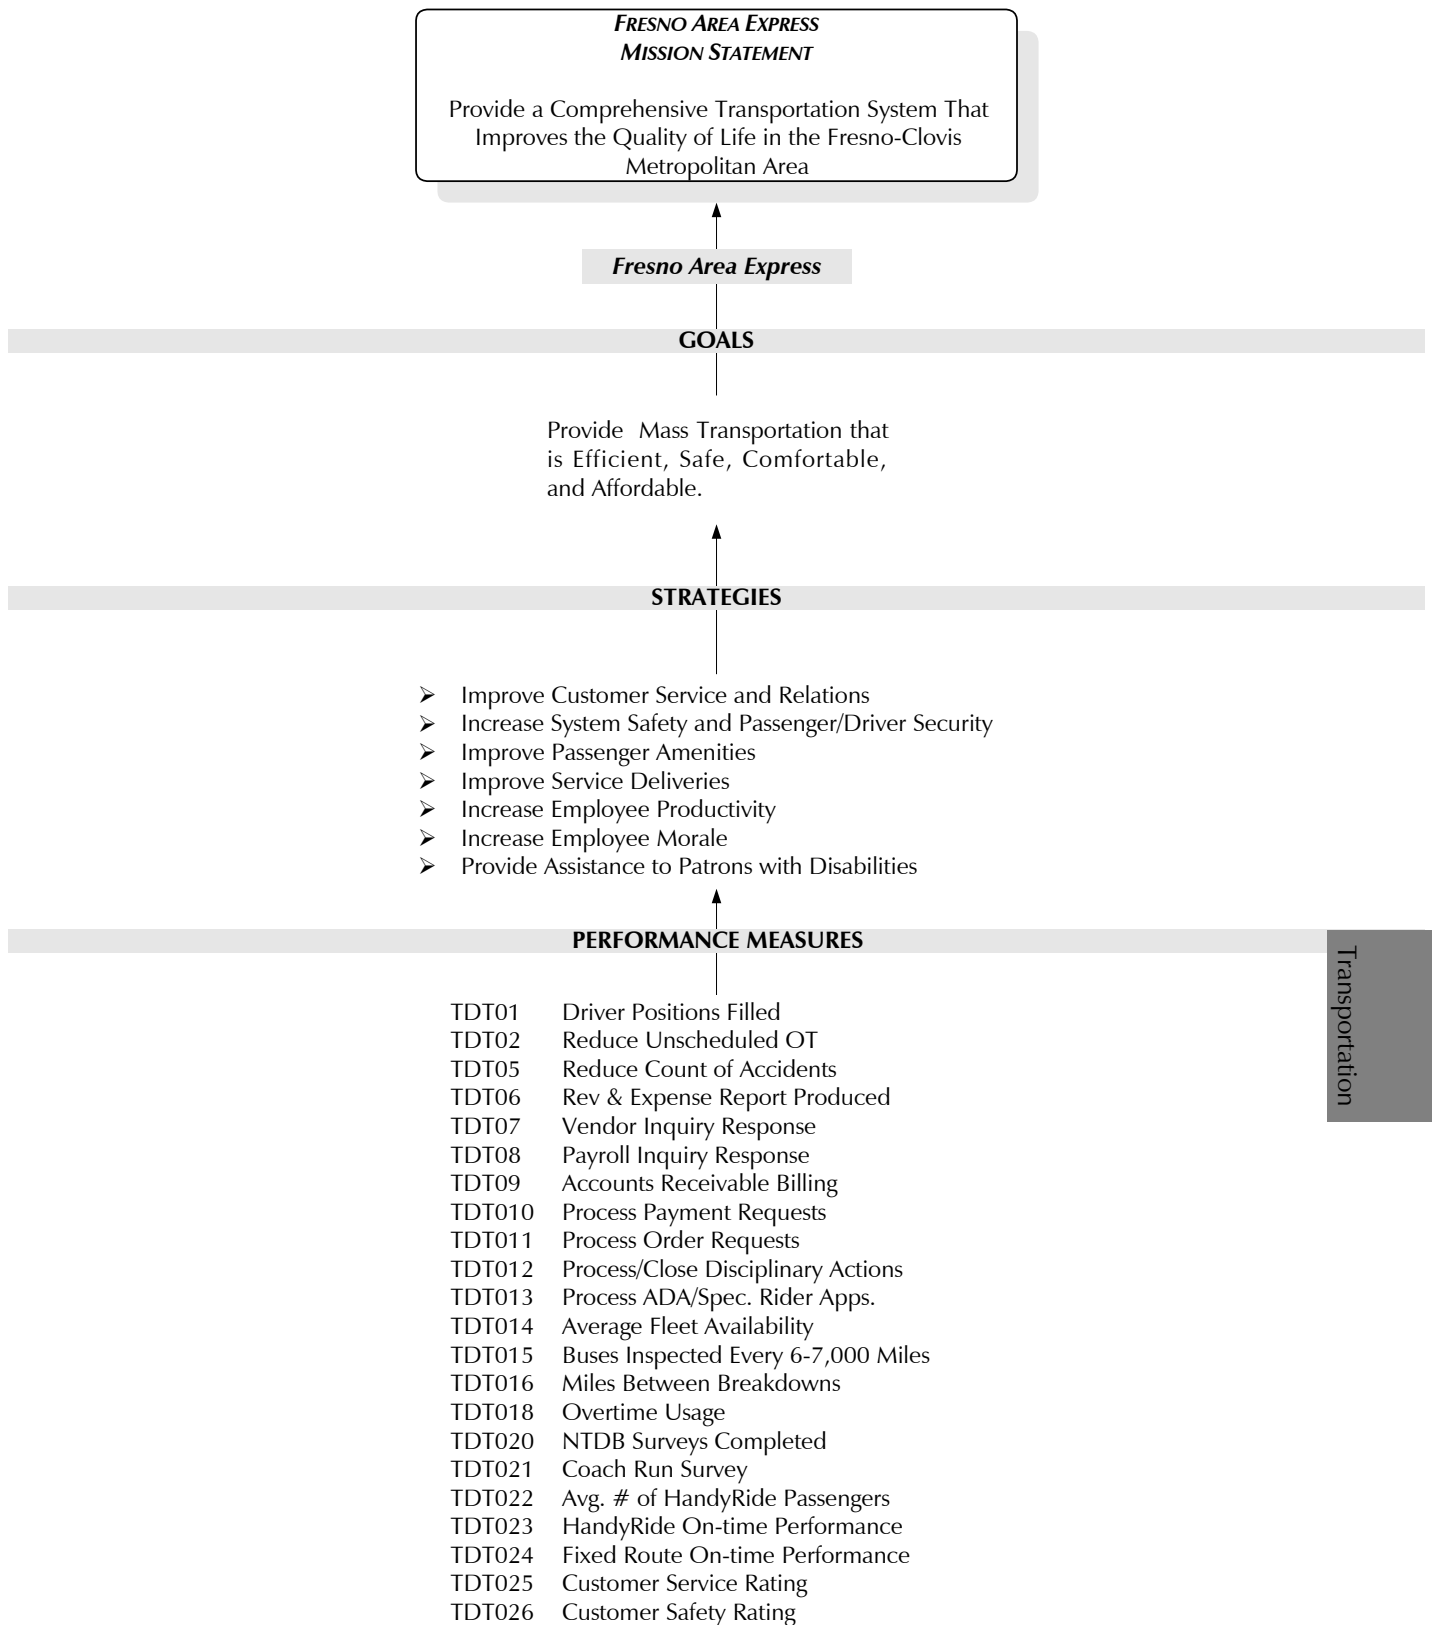 FRESNO AREA EXPRESS
MISSION STATEMENT
Provide a Comprehensive Transportation System That
Improves the Quality of Life in the Fresno-Clovis
Metropolitan Area
Fresno Area Express
GOALS
Provide Mass Transportation that
is Efficient, Safe, Comfortable,
and Affordable.
STRATEGIES
➢ Improve Customer Service and Relations
➢ Increase System Safety and Passenger/Driver Security
➢ Improve Passenger Amenities
➢ Improve Service Deliveries
➢ Increase Employee Productivity
➢ Increase Employee Morale
➢ Provide Assistance to Patrons with Disabilities
PERFORMANCE MEASURES
Transportation
TDT01 Driver Positions Filled
TDT02 Reduce Unscheduled OT
TDT05 Reduce Count of Accidents
TDT06 Rev & Expense Report Produced
TDT07 Vendor Inquiry Response
TDT08 Payroll Inquiry Response
TDT09 Accounts Receivable Billing
TDT010 Process Payment Requests
TDT011 Process Order Requests
TDT012 Process/Close Disciplinary Actions
TDT013 Process ADA/Spec. Rider Apps.
TDT014 Average Fleet Availability
TDT015 Buses Inspected Every 6-7,000 Miles
TDT016 Miles Between Breakdowns
TDT018 Overtime Usage
TDT020 NTDB Surveys Completed
TDT021 Coach Run Survey
TDT022 Avg. # of HandyRide Passengers
TDT023 HandyRide On-time Performance
TDT024 Fixed Route On-time Performance
TDT025 Customer Service Rating
TDT026 Customer Safety Rating